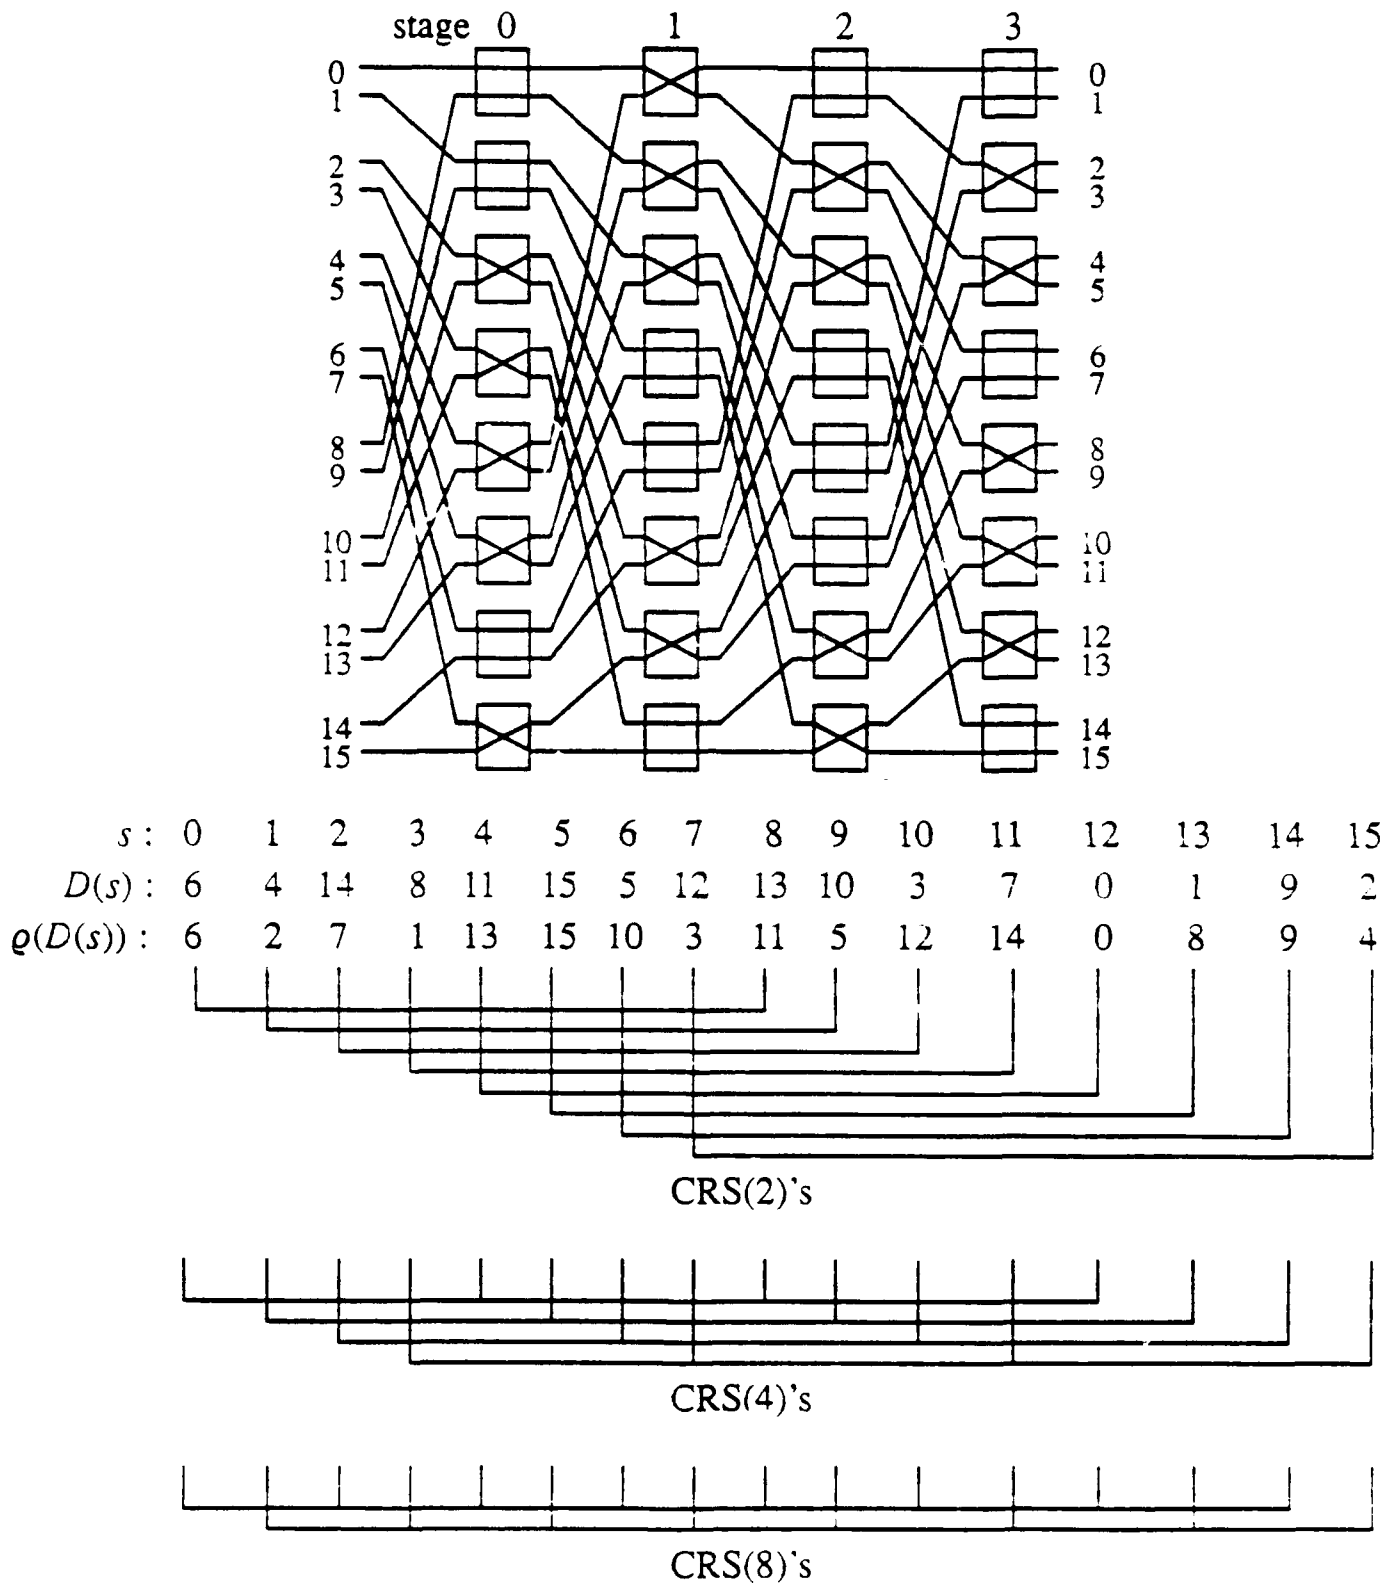 stage 0 1 2 3
0 0
1 1
2 2
3 3
4 4
5 5
6 6
7 7
8 8
9 9
10 10
11 11
12 12
13 13
14 14
15 15
s : 0 1 2 3 4 5 6 7 8 9 10 11 12 13 14 15
D(s) : 6 4 14 8 11 15 5 12 13 10 3 7 0 1 9 2
ϱ(D(s)) : 6 2 7 1 13 15 10 3 11 5 12 14 0 8 9 4
CRS(2)'s
CRS(4)'s
CRS(8)'s